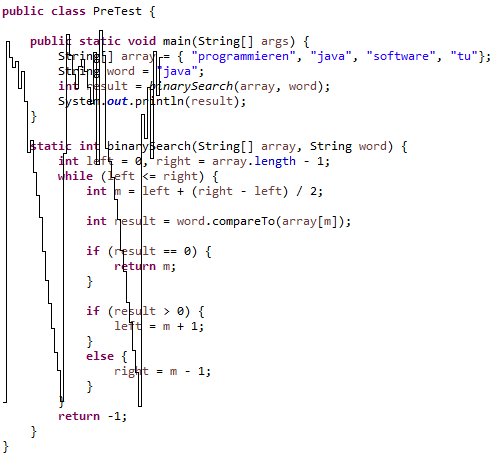 public class PreTest {
public static void main(String[] args) {
String[] array = { "programmieren", "java", "software", "tu"};
String word = "java";
int result = binarySearch(array, word);
System.out.println(result);
}
static int binarySearch(String[] array, String word) {
int left = 0, right = array.length - 1;
while (left <= right) {
int m = left + (right - left) / 2;
int result = word.compareTo(array[m]);
if (result == 0) {
return m;
}
if (result > 0) {
left = m + 1;
}
else {
right = m - 1;
}
}
return -1;
}
}